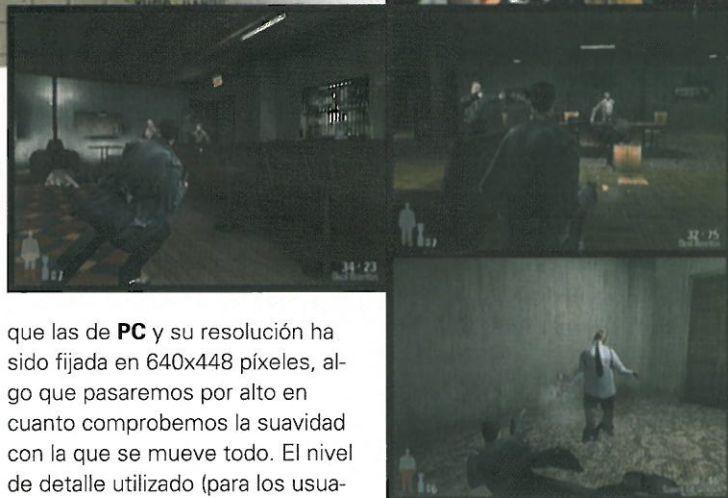 34·23
32·75
que las de PC y su resolución ha
sido fijada en 640x448 píxeles, al-
go que pasaremos por alto en
cuanto comprobemos la suavidad
con la que se mueve todo. El nivel
de detalle utilizado (para los usua-